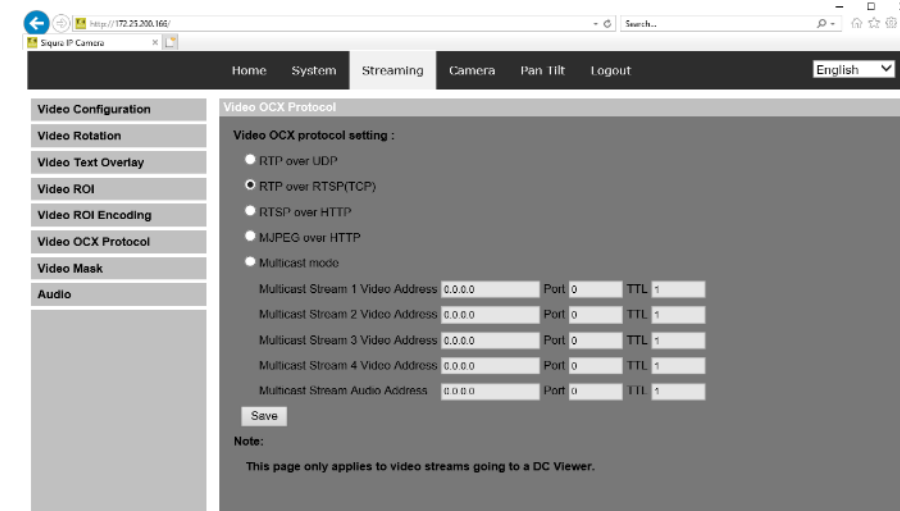 http://172.25.200.166/
Search...
Siqura IP Camera
Home System Streaming Camera Pan Tilt Logout English
Video Configuration
Video Rotation
Video Text Overlay
Video ROI
Video ROI Encoding
Video OCX Protocol
Video Mask
Audio
Video OCX Protocol
Video OCX protocol setting :
RTP over UDP
RTP over RTSP(TCP)
RTSP over HTTP
MJPEG over HTTP
Multicast mode
Multicast Stream 1 Video Address 0.0.0.0 Port 0 TTL 1
Multicast Stream 2 Video Address 0.0.0.0 Port 0 TTL 1
Multicast Stream 3 Video Address 0.0.0.0 Port 0 TTL 1
Multicast Stream 4 Video Address 0.0.0.0 Port 0 TTL 1
Multicast Stream Audio Address 0.0.0.0 Port 0 TTL 1
Save
Note:
This page only applies to video streams going to a DC Viewer.